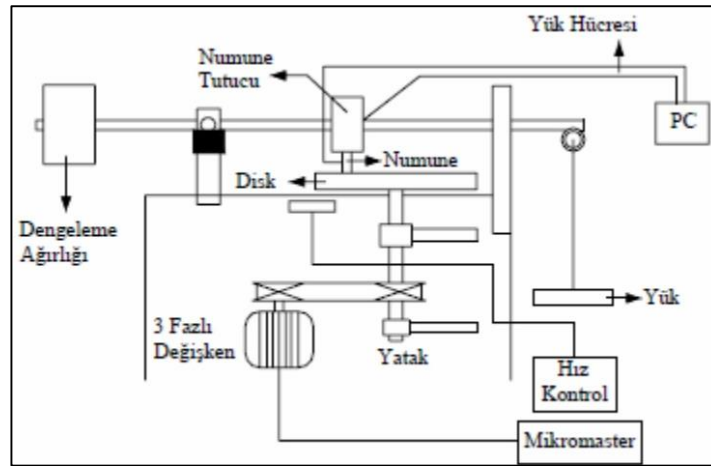 Yük Hücresi
Numune
Tutucu
PC
Numune
Disk
Dengeleme
Ağırlığı
Yük
3 Fazlı
Değişken
Yatak
Hız
Kontrol
Mikromaster